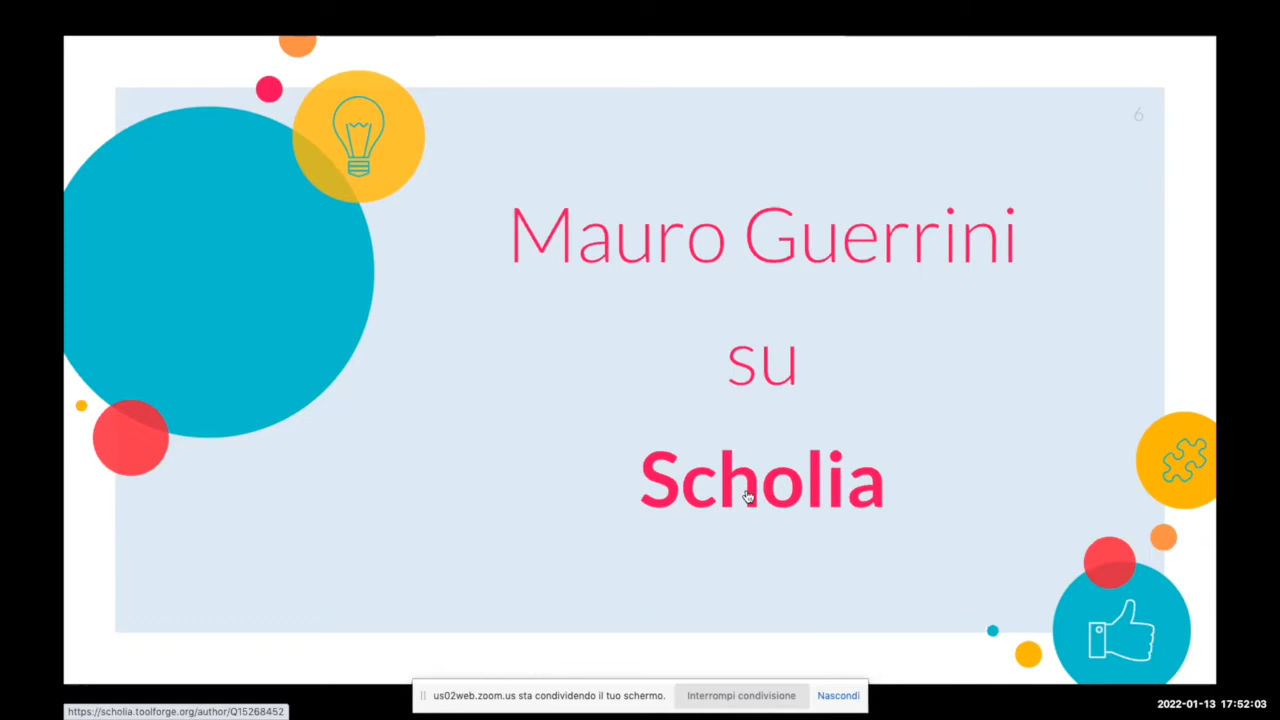 6
Mauro Guerrini
su
Scholia
us02web.zoom.us sta condividendo il tuo schermo. Interrompi condivisione Nascondi
https://scholia.toolforge.org/author/Q15268452
2022-01-13 17:52:03